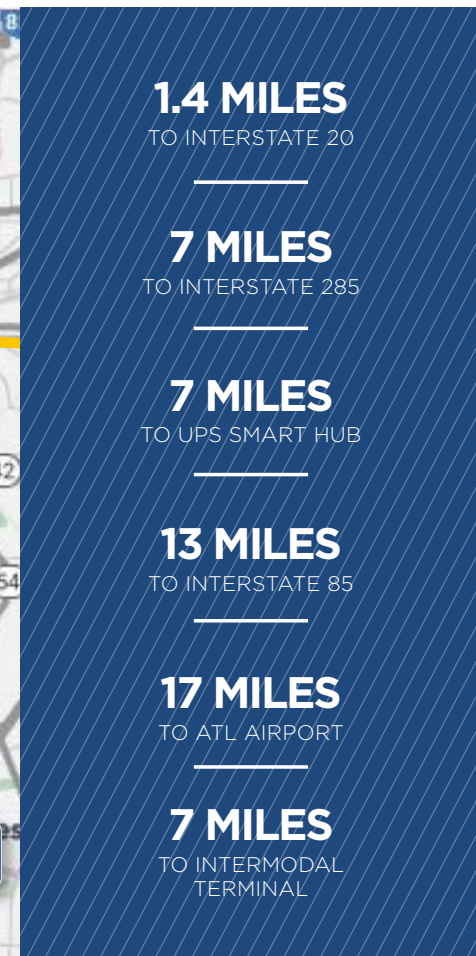 1.4 MILES
TO INTERSTATE 20
7 MILES
TO INTERSTATE 285
7 MILES
TO UPS SMART HUB
13 MILES
TO INTERSTATE 85
17 MILES
TO ATL AIRPORT
7 MILES
TO INTERMODAL
TERMINAL